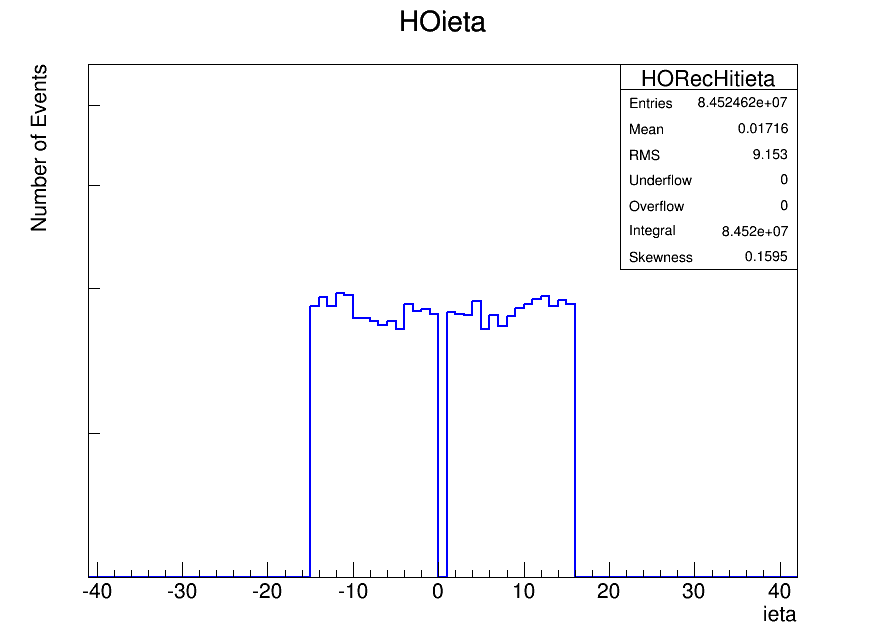 HOieta
Number of Events
HORecHitieta
Entries 8.452462e+07
Mean 0.01716
RMS 9.153
Underflow 0
Overflow 0
Integral 8.452e+07
Skewness 0.1595
-40 -30 -20 -10 0 10 20 30 40
ieta